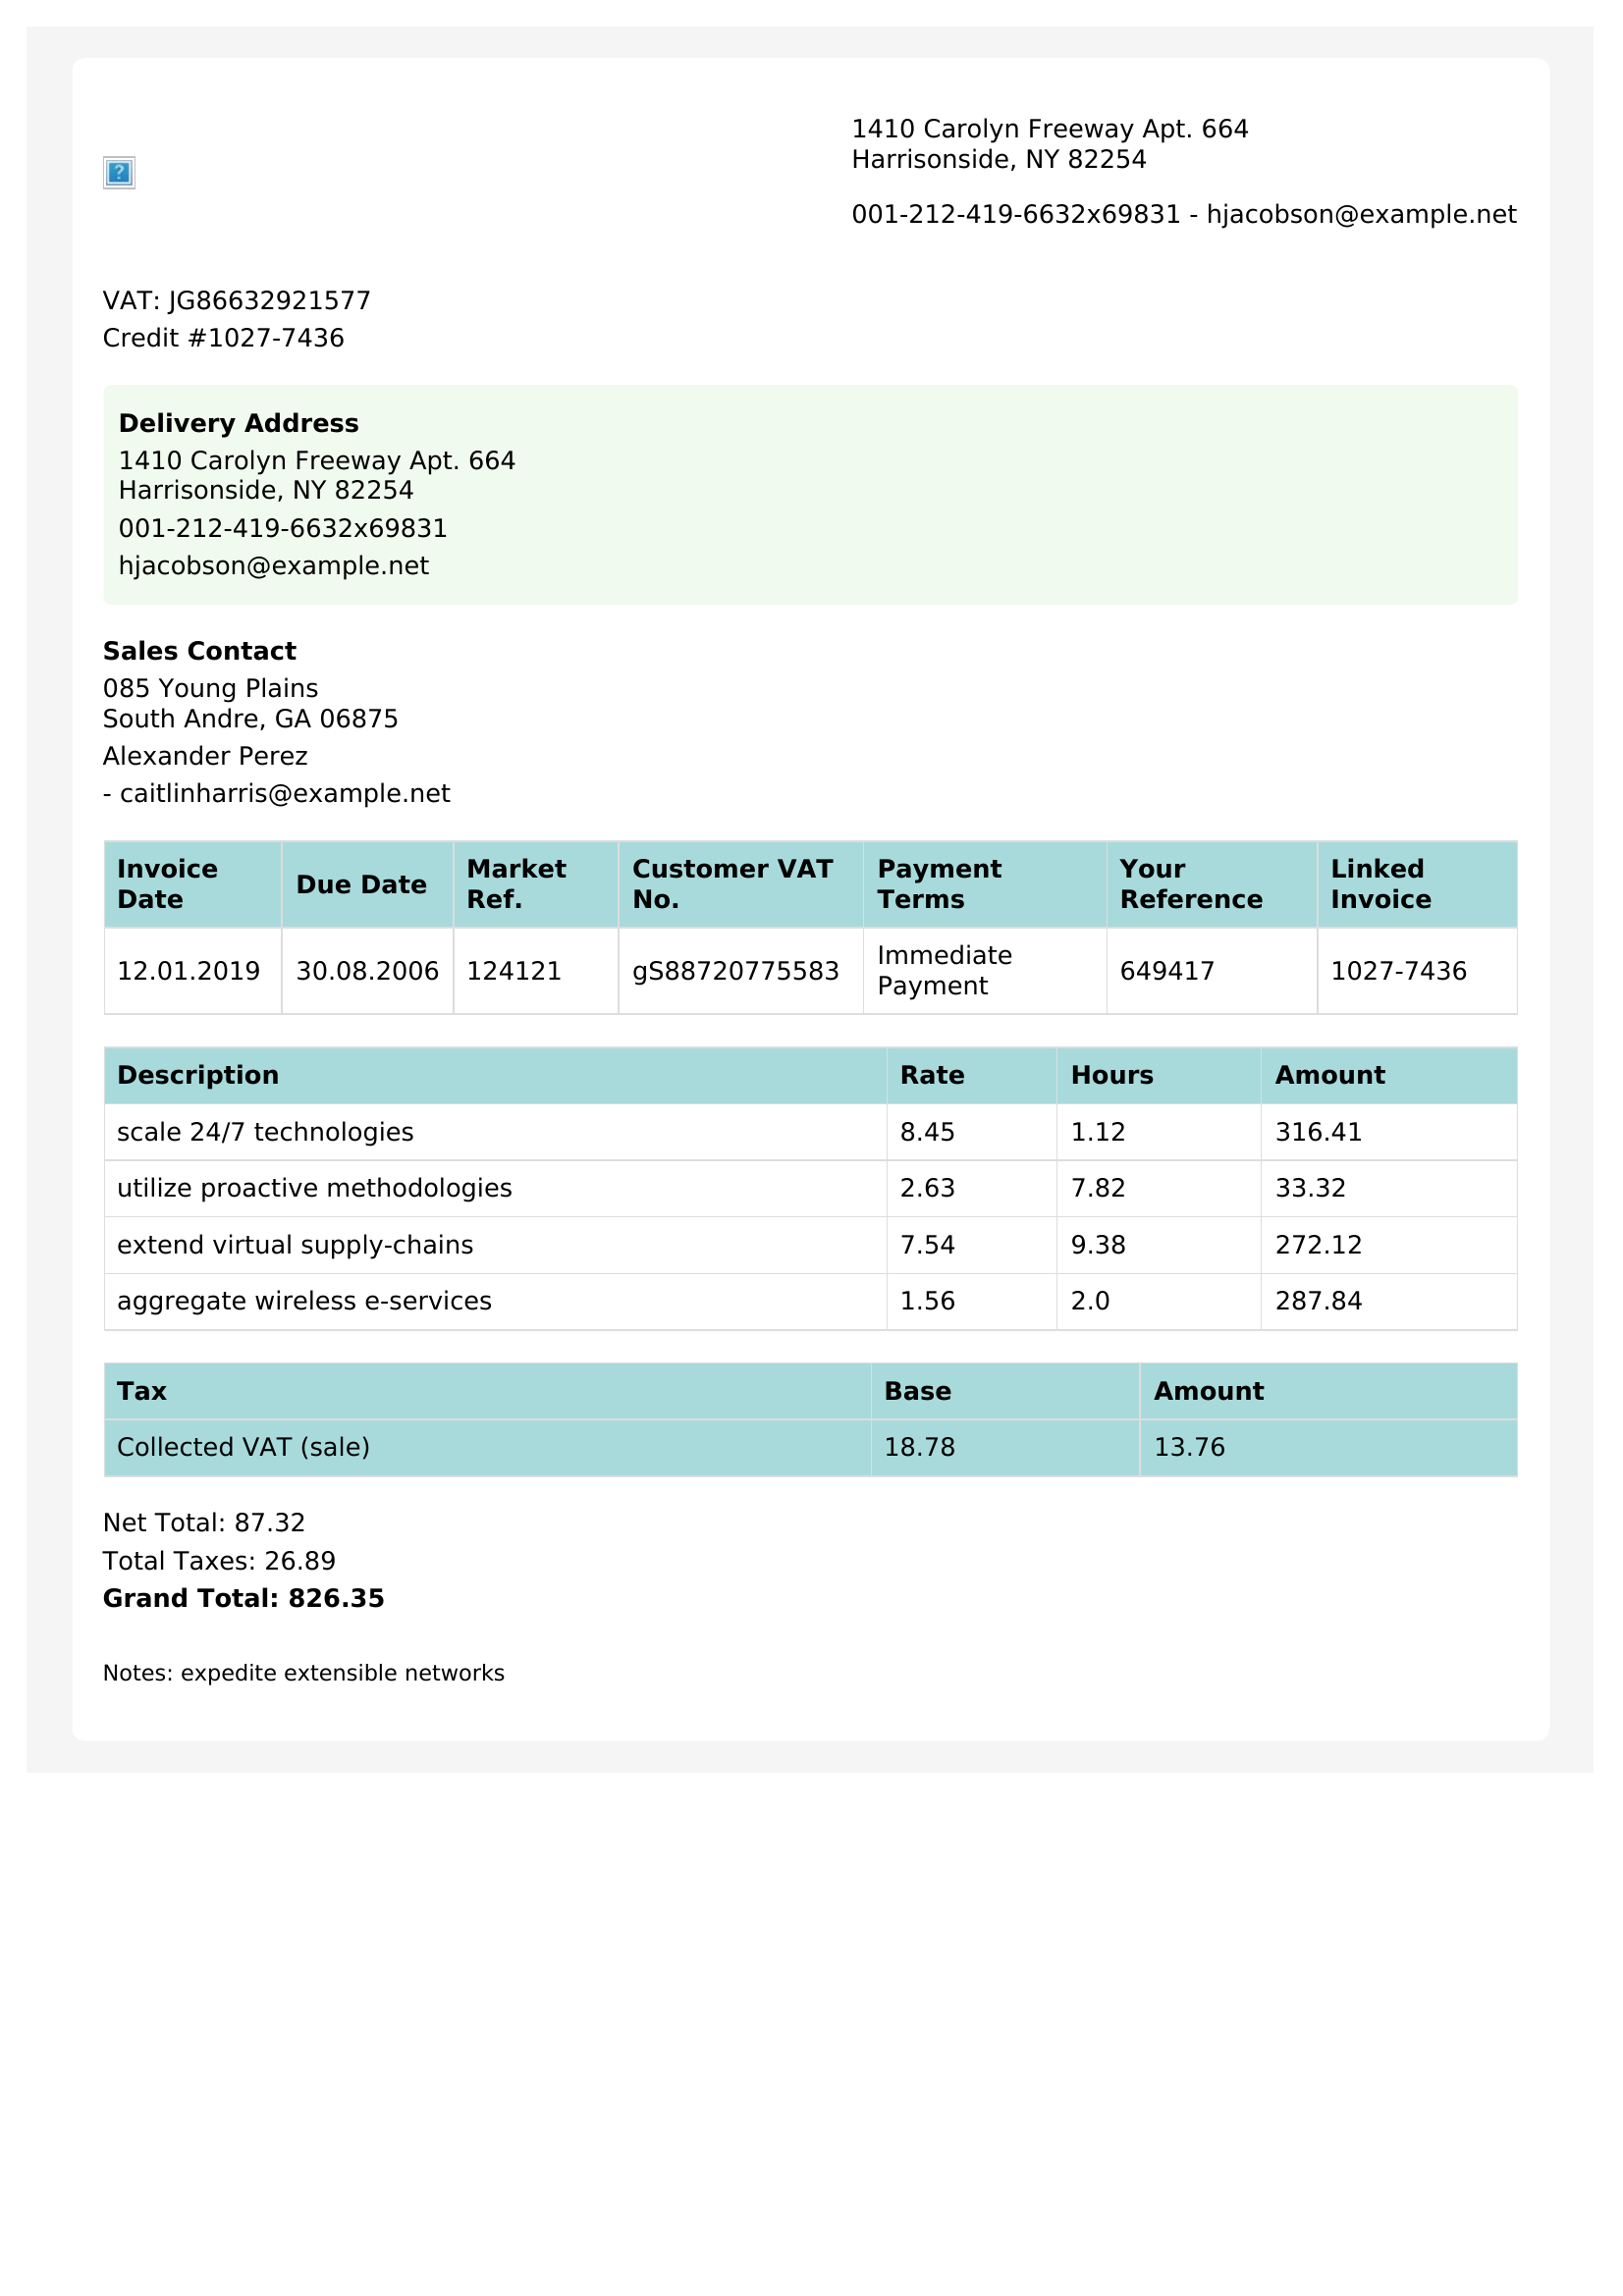 1410 Carolyn Freeway Apt. 664
Harrisonside, NY 82254
001-212-419-6632x69831 - hjacobson@example.net
VAT: JG86632921577
Credit #1027-7436
Delivery Address
1410 Carolyn Freeway Apt. 664
Harrisonside, NY 82254
001-212-419-6632x69831
hjacobson@example.net
Sales Contact
085 Young Plains
South Andre, GA 06875
Alexander Perez
- caitlinharris@example.net
Invoice Date Due Date Market Ref. Customer VAT No. Payment Terms Your Reference Linked Invoice
12.01.2019 30.08.2006 124121 gS88720775583 Immediate Payment 649417 1027-7436
Description Rate Hours Amount
scale 24/7 technologies 8.45 1.12 316.41
utilize proactive methodologies 2.63 7.82 33.32
extend virtual supply-chains 7.54 9.38 272.12
aggregate wireless e-services 1.56 2.0 287.84
Tax Base Amount
Collected VAT (sale) 18.78 13.76
Net Total: 87.32
Total Taxes: 26.89
Grand Total: 826.35
Notes: expedite extensible networks